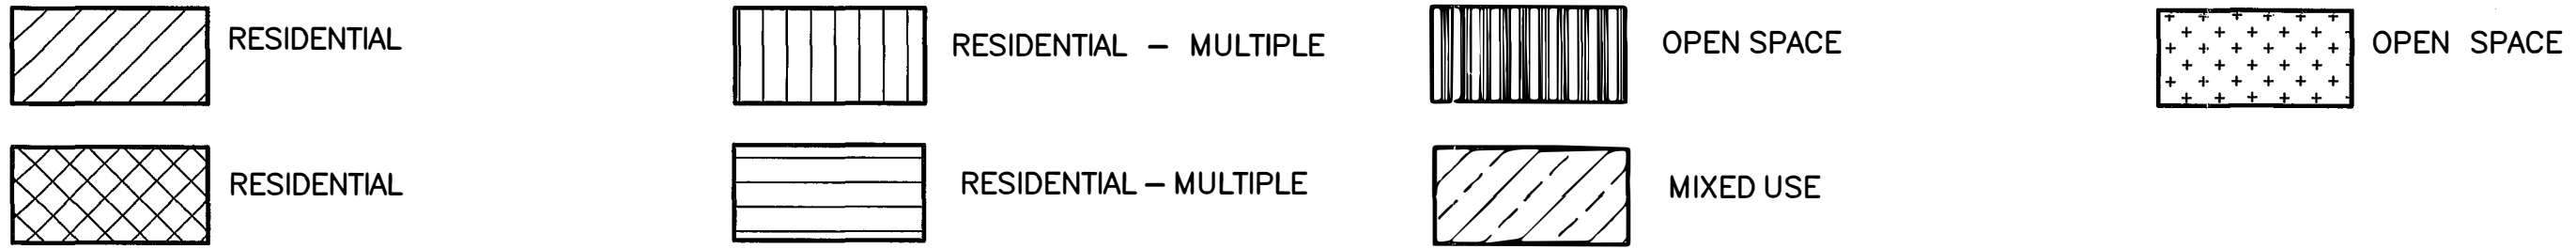 RESIDENTIAL
RESIDENTIAL – MULTIPLE
OPEN SPACE
OPEN SPACE
RESIDENTIAL
RESIDENTIAL – MULTIPLE
MIXED USE